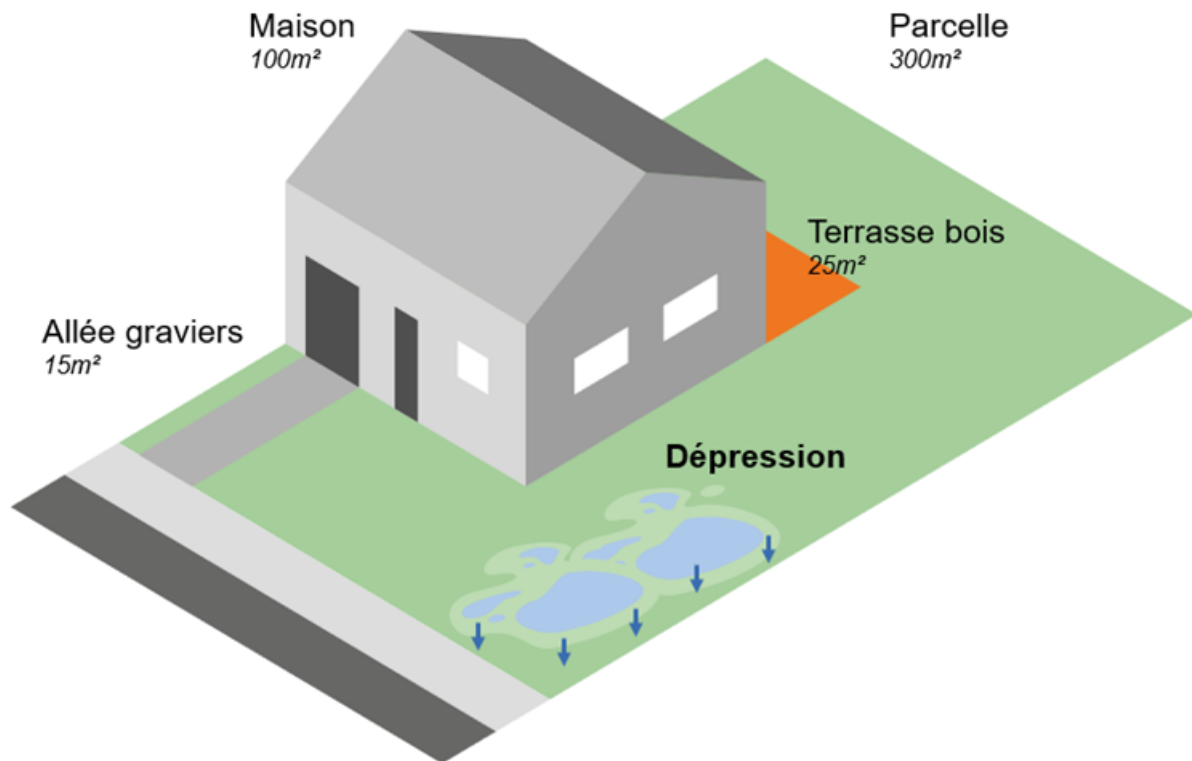 Maison
100m²
Parcelle
300m²
Terrasse bois
25m²
Allée graviers
15m²
Dépression